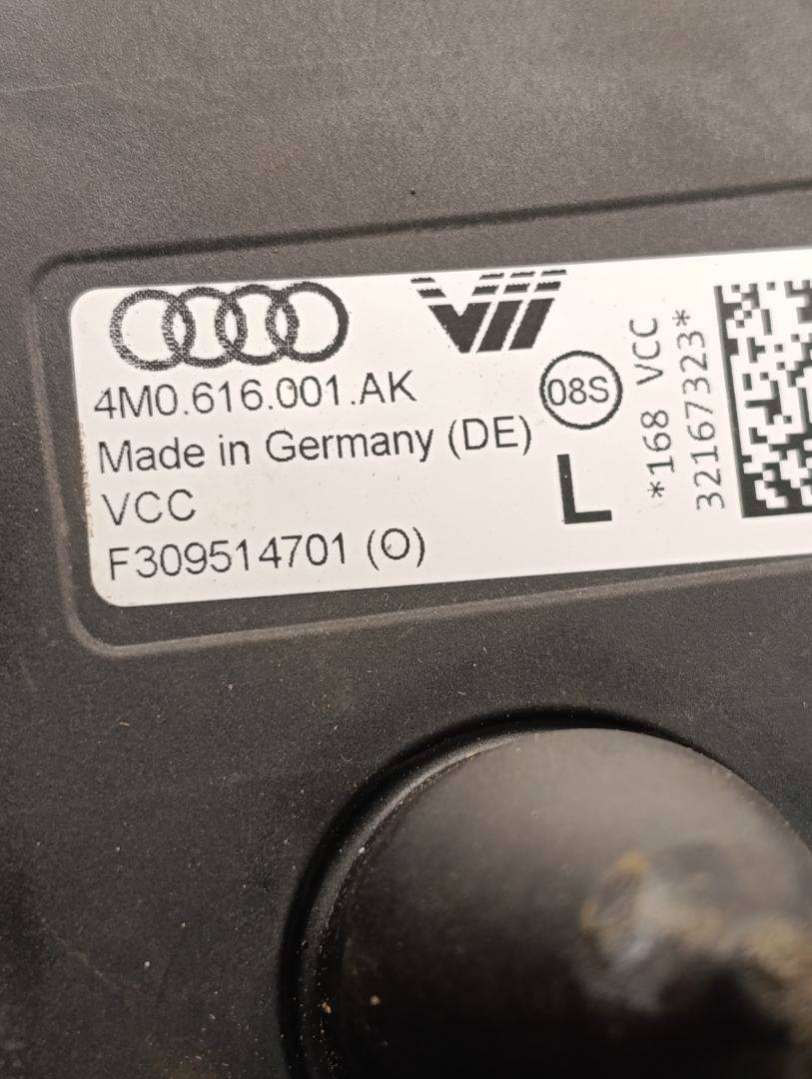 4M0.616.001.AK
Made in Germany (DE)
VCC
F309514701 (O)
08S
L
*168 VCC
32167323*